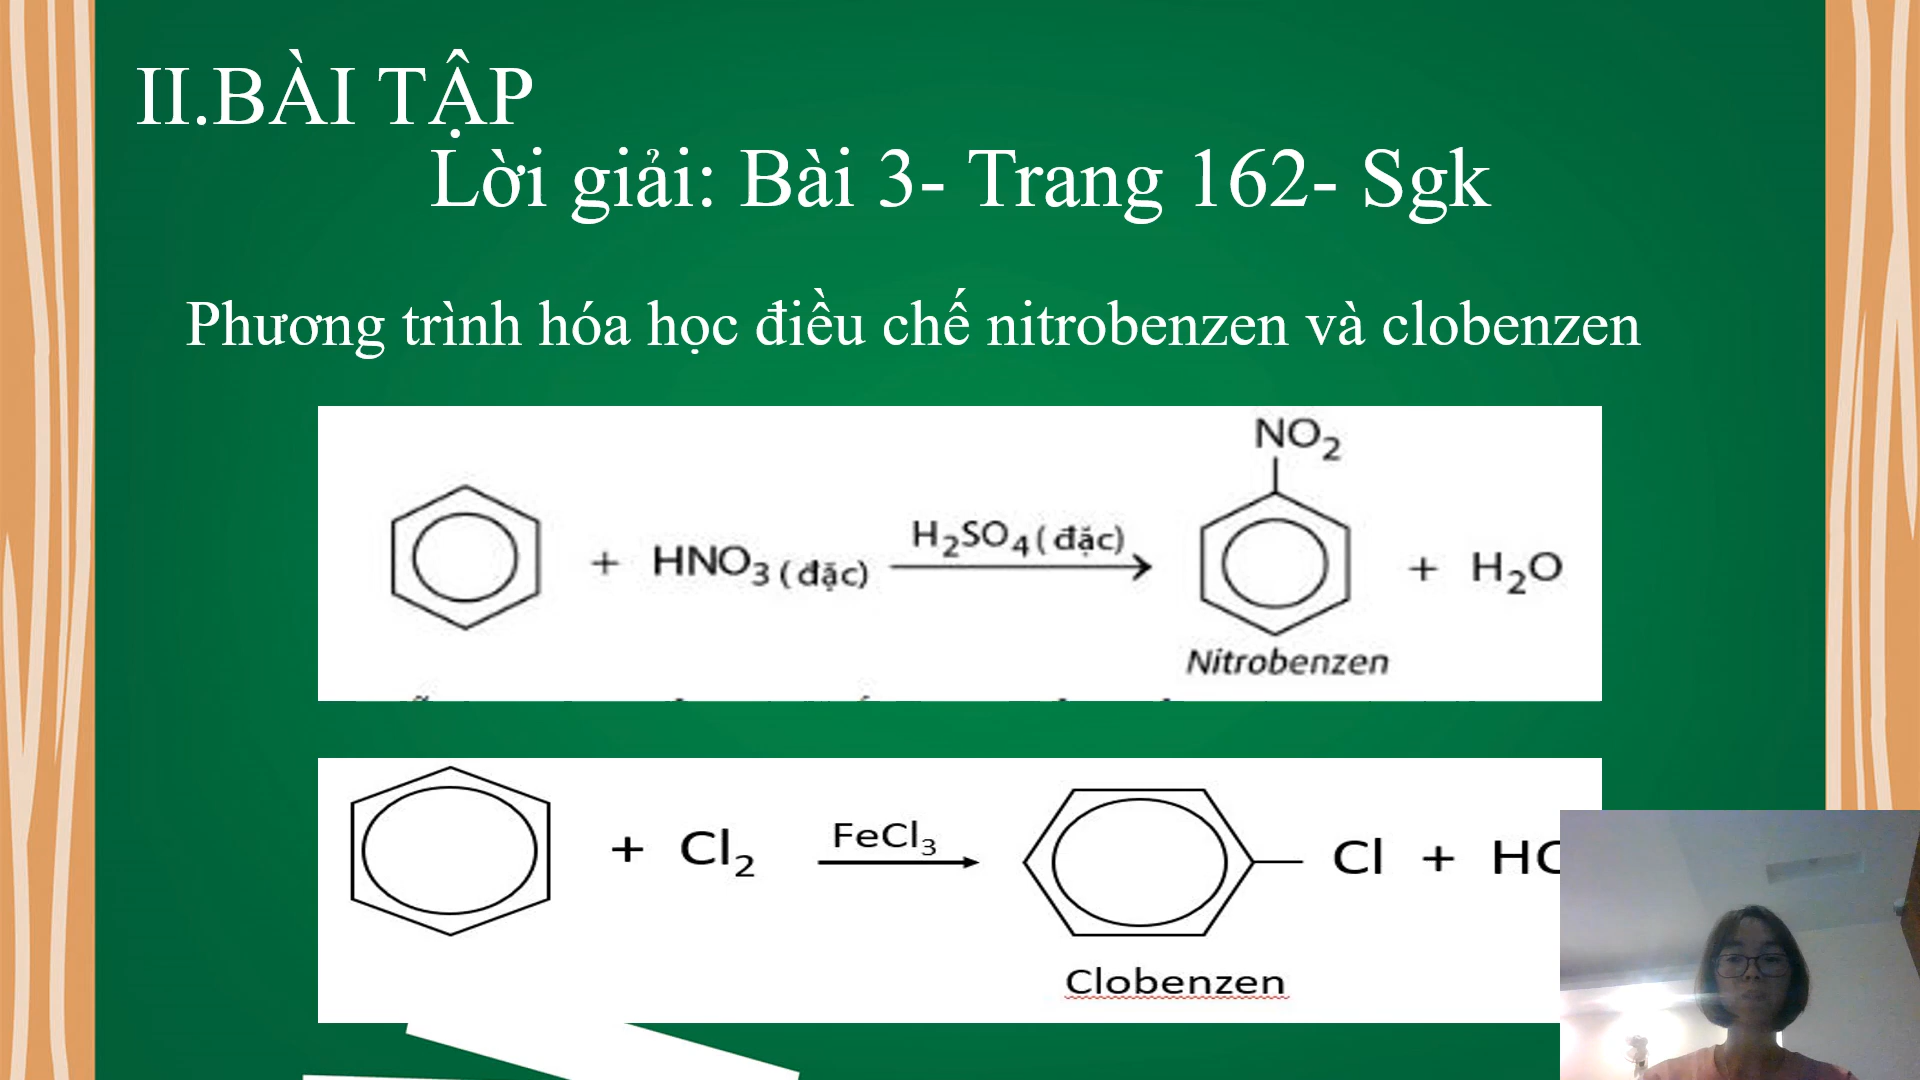 II.BÀI TẬP
Lời giải: Bài 3- Trang 162- Sgk
Phương trình hóa học điều chế nitrobenzen và clobenzen
NO₂
+ HNO₃ (đặc) H₂SO₄ (đặc) + H₂O
Nitrobenzen
+ Cl₂ FeCl₃ Cl + HC
Clobenzen